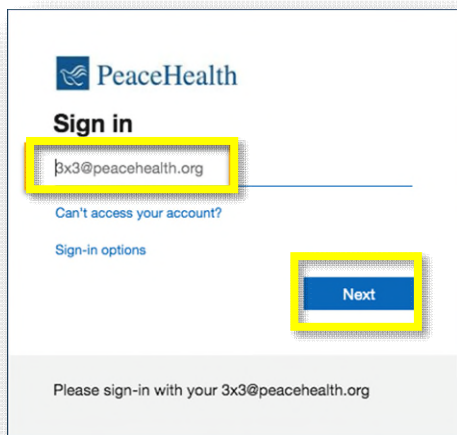 PeaceHealth
Sign in
3x3@peacehealth.org
Can't access your account?
Sign-in options
Next
Please sign-in with your 3x3@peacehealth.org